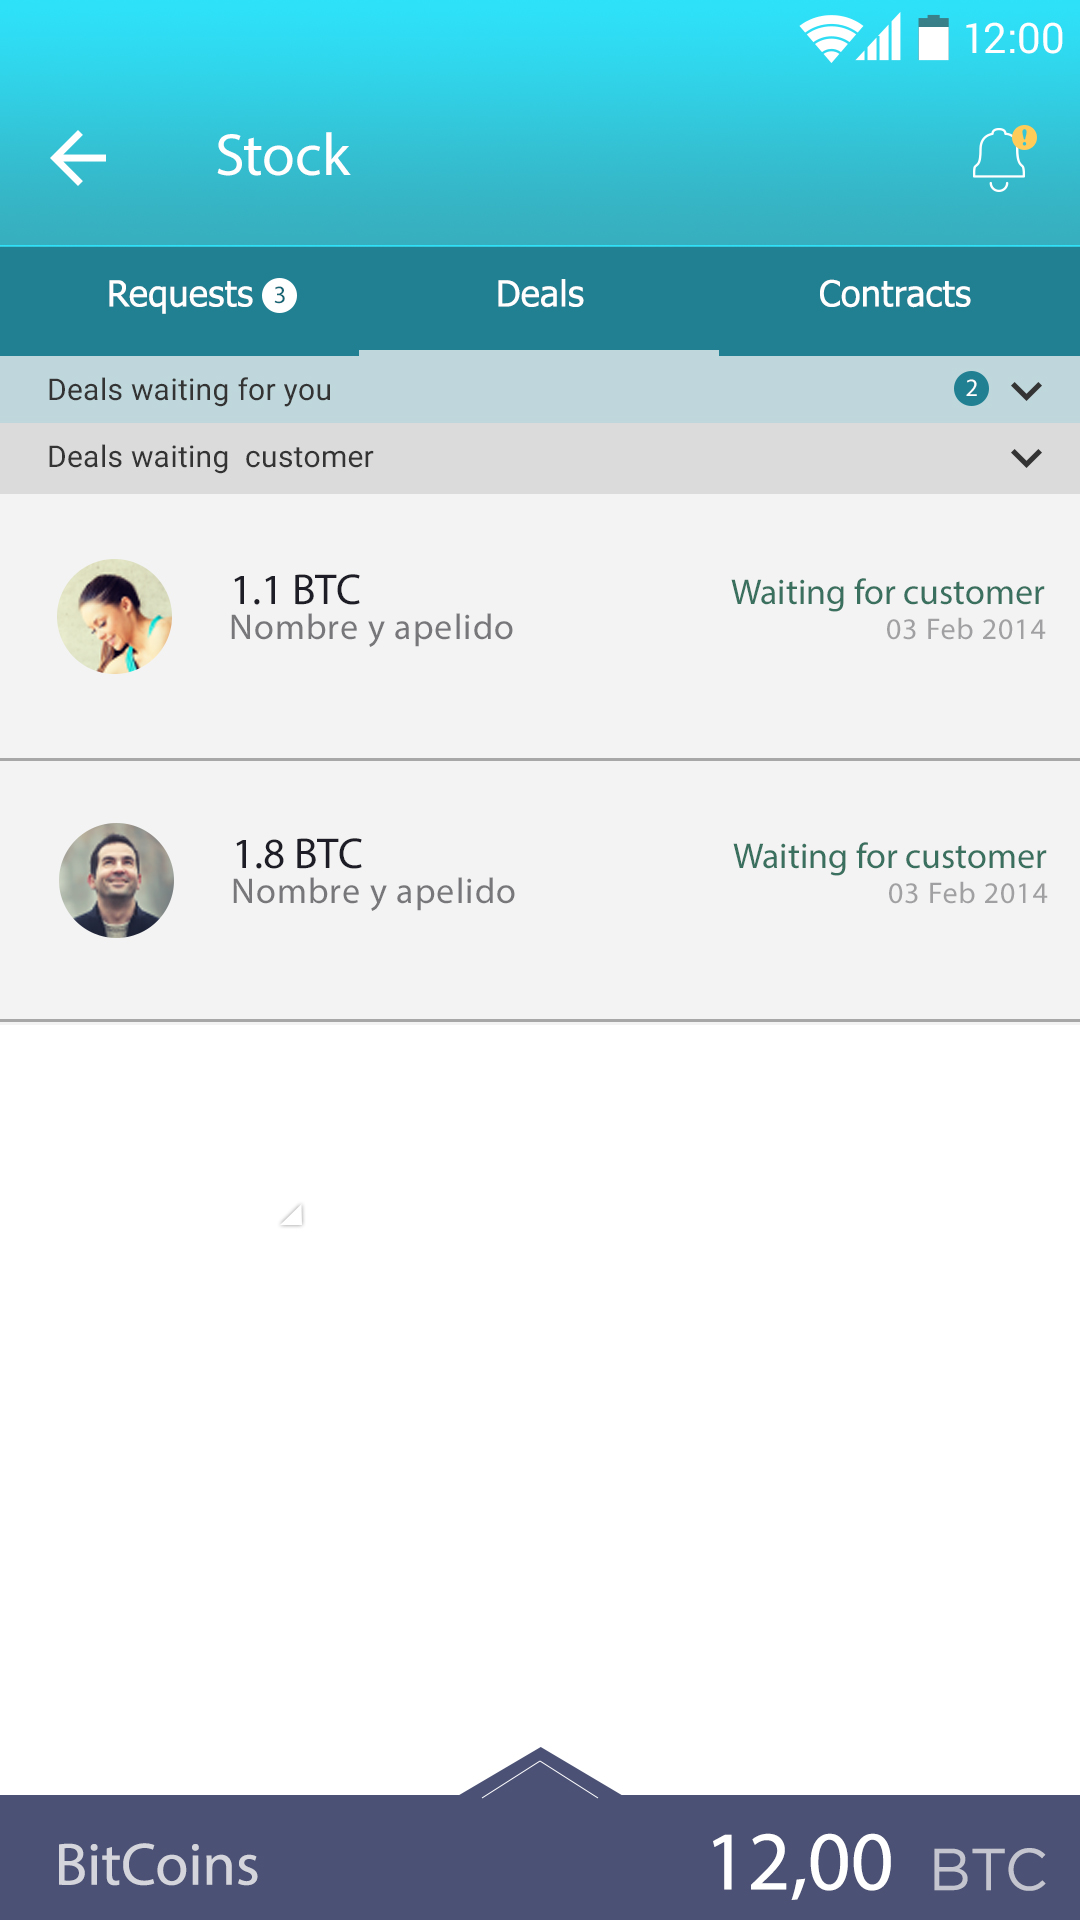 12:00
Stock
!
Requests 3 Deals Contracts
Deals waiting for you 2
Deals waiting customer
1.1 BTC Waiting for customer
Nombre y apelido 03 Feb 2014
1.8 BTC Waiting for customer
Nombre y apelido 03 Feb 2014
BitCoins 12,00 BTC